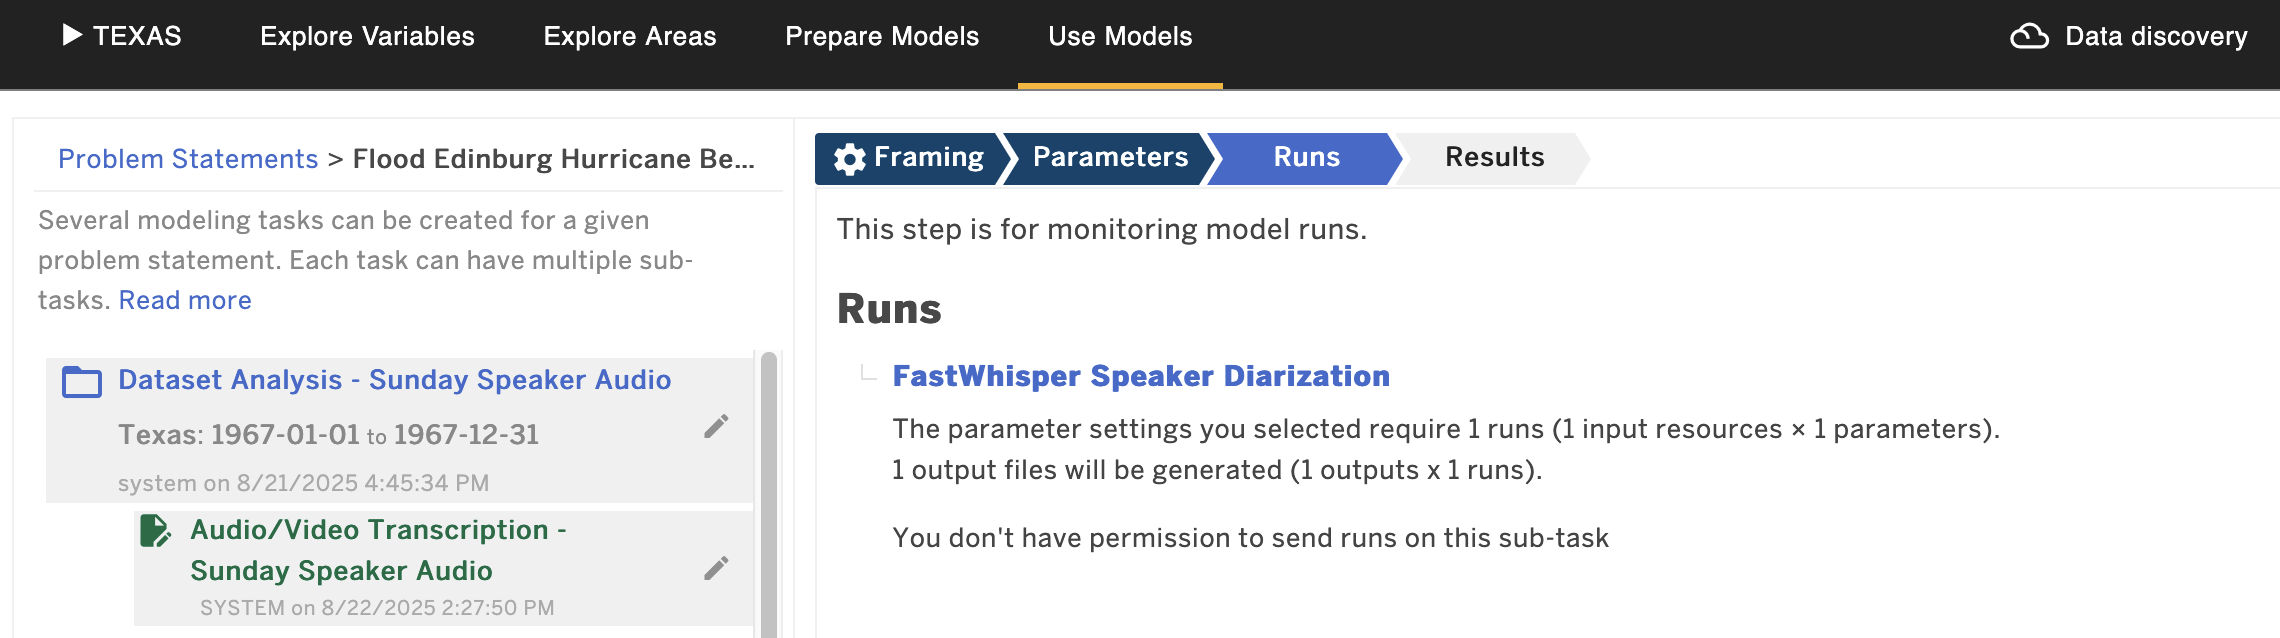 TEXAS Explore Variables Explore Areas Prepare Models Use Models Data discovery
Problem Statements > Flood Edinburg Hurricane Be...
Several modeling tasks can be created for a given
problem statement. Each task can have multiple sub-
tasks. Read more
Dataset Analysis - Sunday Speaker Audio
Texas: 1967-01-01 to 1967-12-31
system on 8/21/2025 4:45:34 PM
Audio/Video Transcription -
Sunday Speaker Audio
SYSTEM on 8/22/2025 2:27:50 PM
Framing Parameters Runs Results
This step is for monitoring model runs.
Runs
FastWhisper Speaker Diarization
The parameter settings you selected require 1 runs (1 input resources × 1 parameters).
1 output files will be generated (1 outputs x 1 runs).
You don't have permission to send runs on this sub-task